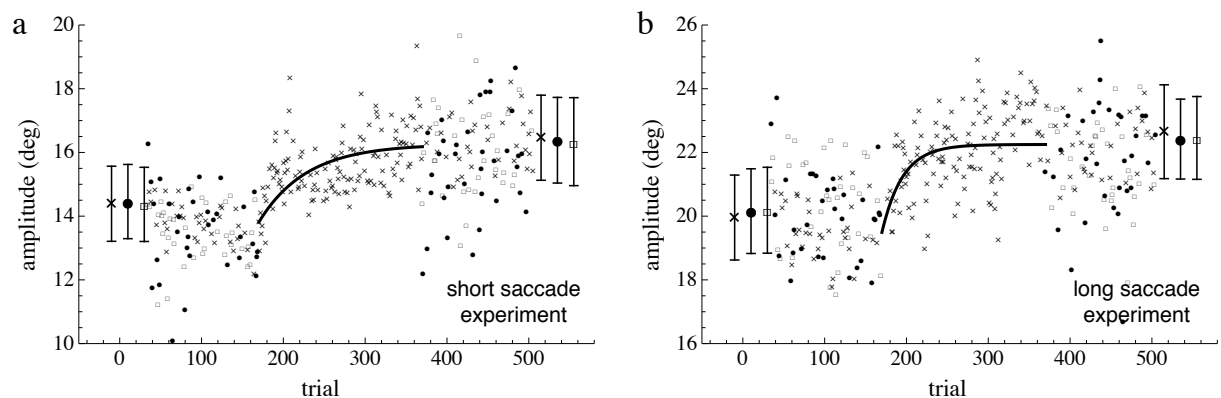 a
20
18
16
14
12
10
amplitude (deg)
0 100 200 300 400 500
trial
short saccade
experiment
b
26
24
22
20
18
16
amplitude (deg)
0 100 200 300 400 500
trial
long saccade
experiment